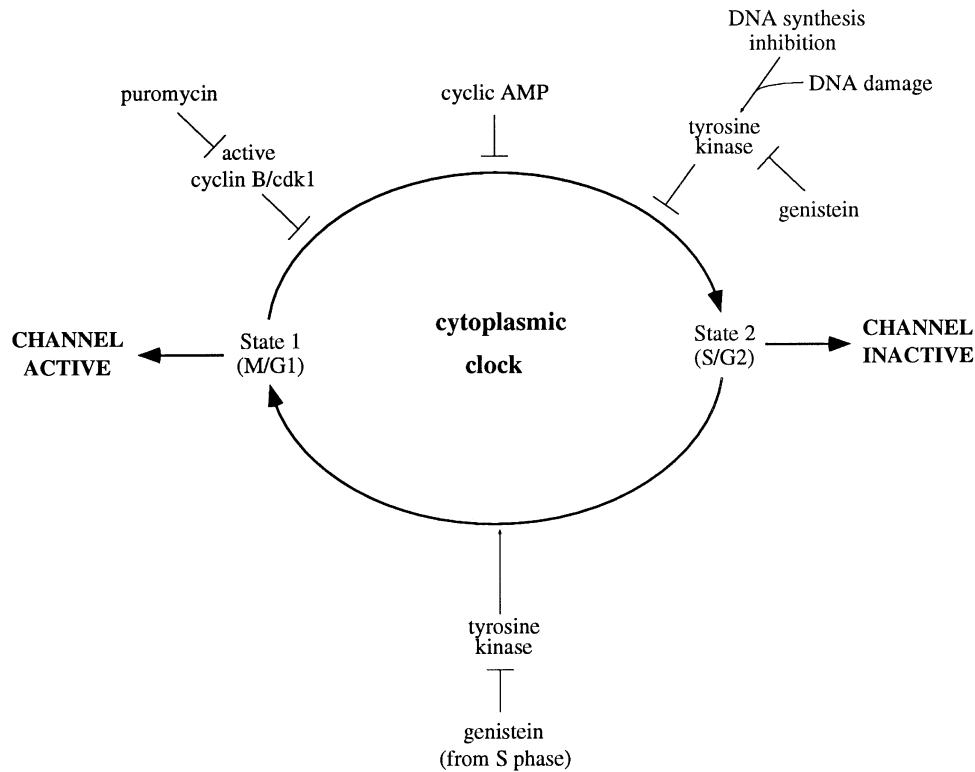 DNA synthesis
inhibition
DNA damage
puromycin
cyclic AMP
tyrosine
kinase
active
cyclin B/cdk1
genistein
CHANNEL
ACTIVE
State 1
(M/G1)
cytoplasmic
clock
State 2
(S/G2)
CHANNEL
INACTIVE
tyrosine
kinase
genistein
(from S phase)